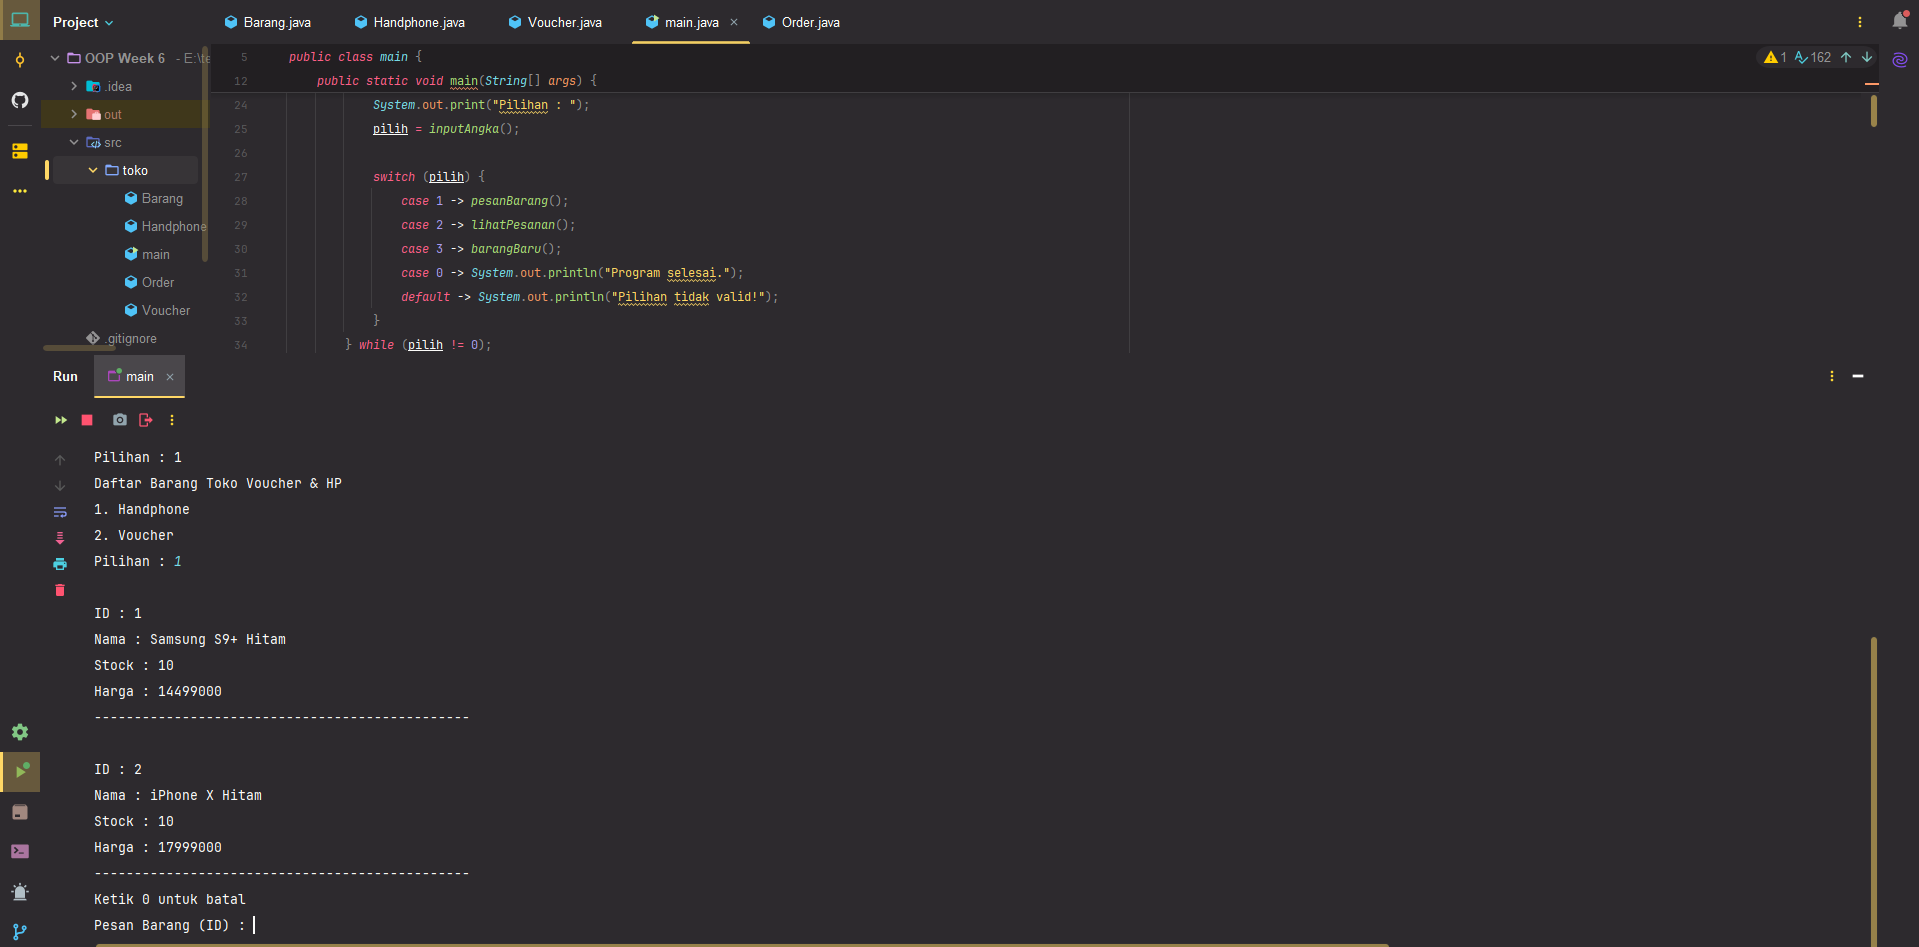 Project
Barang.java
Handphone.java
Voucher.java
main.java
Order.java
OOP Week 6 - E:\te
.idea
out
src
toko
Barang
Handphone
main
Order
Voucher
.gitignore
1 162
5 public class main {
12 public static void main(String[] args) {
24 System.out.print("Pilihan : ");
25 pilih = inputAngka();
26
27 switch (pilih) {
28 case 1 -> pesanBarang();
29 case 2 -> lihatPesanan();
30 case 3 -> barangBaru();
31 case 0 -> System.out.println("Program selesai.");
32 default -> System.out.println("Pilihan tidak valid!");
33 }
34 } while (pilih != 0);
Run
main
Pilihan : 1
Daftar Barang Toko Voucher & HP
1. Handphone
2. Voucher
Pilihan : 1
ID : 1
Nama : Samsung S9+ Hitam
Stock : 10
Harga : 14499000
-----------------------------------------------
ID : 2
Nama : iPhone X Hitam
Stock : 10
Harga : 17999000
-----------------------------------------------
Ketik 0 untuk batal
Pesan Barang (ID) :